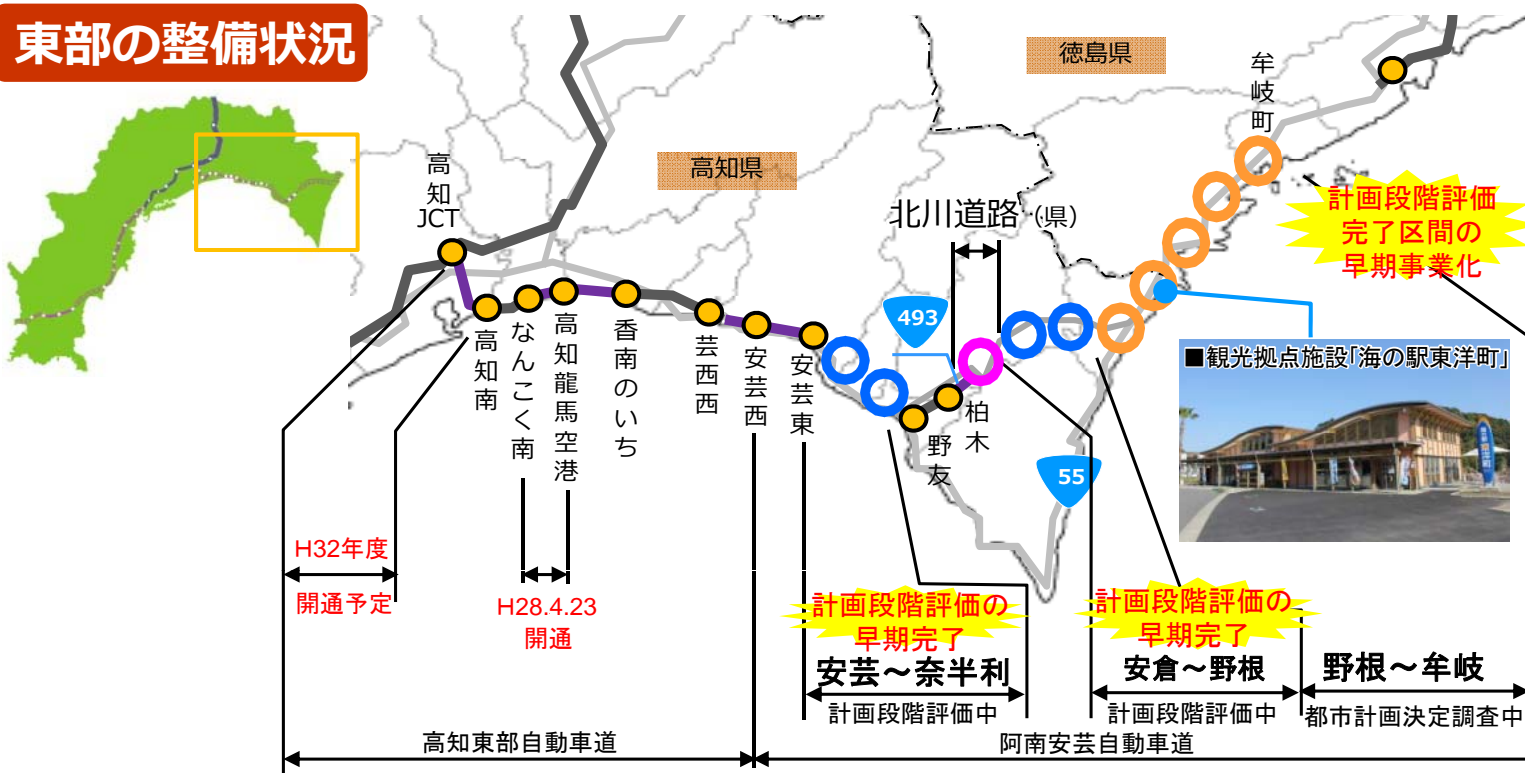 東部の整備状況
徳島県
牟岐町
高知県
高知JCT
北川道路(県)
計画段階評価
完了区間の
早期事業化
493
高知南
なんこく南
高知龍馬空港
香南のいち
芸西西
安芸西
安芸東
野友
柏木
55
■観光拠点施設「海の駅東洋町」
H32年度
開通予定
H28.4.23
開通
計画段階評価の
早期完了
安芸～奈半利
計画段階評価中
計画段階評価の
早期完了
安倉～野根
計画段階評価中
野根～牟岐
都市計画決定調査中
高知東部自動車道
阿南安芸自動車道